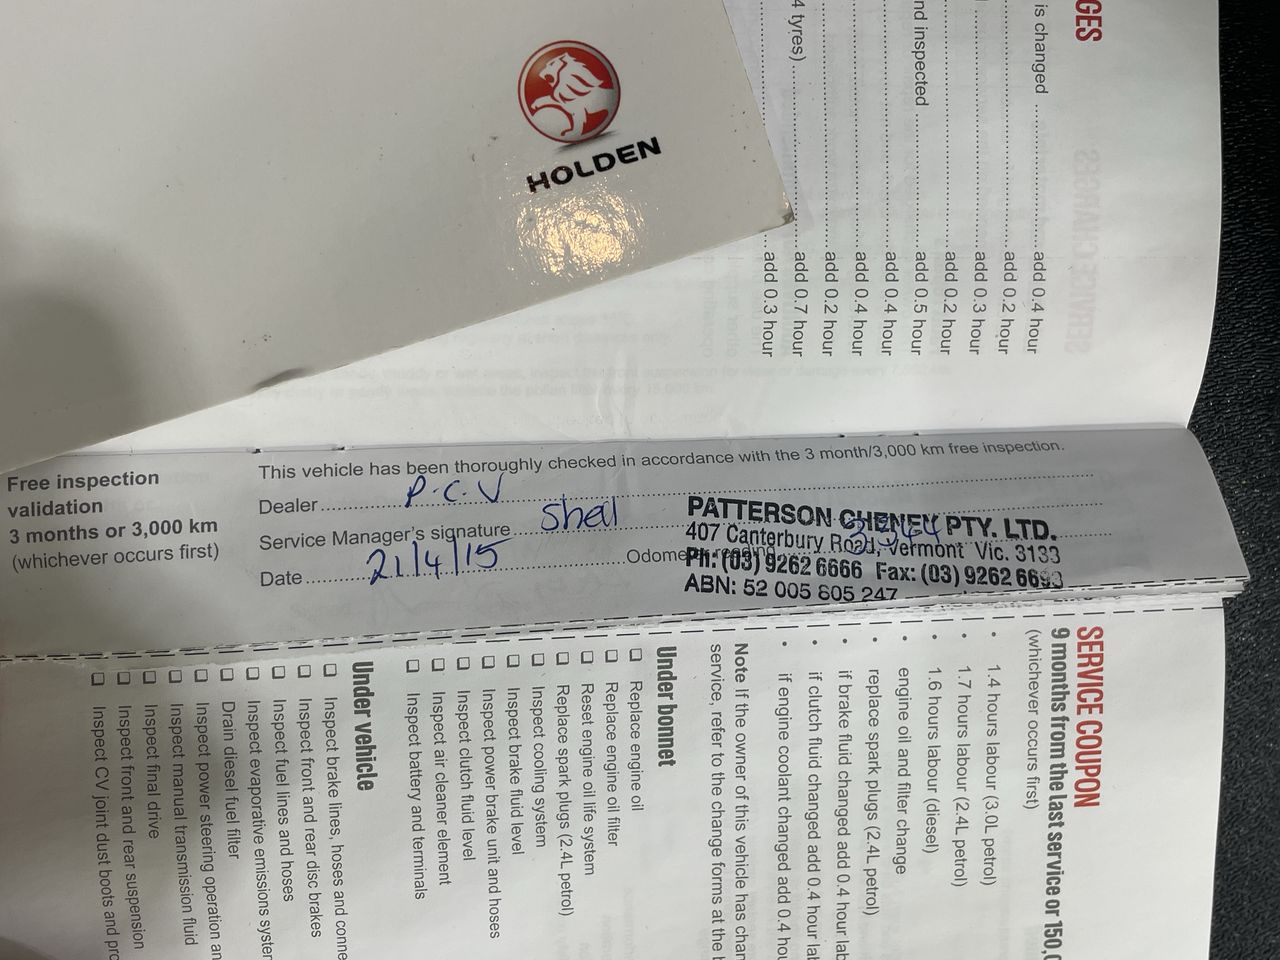 HOLDEN
GES
is changed
add 0.4 hour
add 0.2 hour
add 0.3 hour
add 0.2 hour
nd inspected
add 0.5 hour
add 0.4 hour
add 0.4 hour
add 0.2 hour
4 tyres)
add 0.7 hour
add 0.3 hour
Free inspection
validation
3 months or 3,000 km
(whichever occurs first)
This vehicle has been thoroughly checked in accordance with the 3 month/3,000 km free inspection.
Dealer P.C.V
Service Manager's signature
Date 21/4/15
PATTERSON CHENEY PTY. LTD.
407 Canterbury Road, Vermont Vic. 3133
Ph: (03) 9262 6666 Fax: (03) 9262 6693
ABN: 52 005 805 247
SERVICE COUPON
9 months from the last service or 150,0
(whichever occurs first)
• 1.4 hours labour (3.0L petrol)
• 1.7 hours labour (2.4L petrol)
• 1.6 hours labour (diesel)
• engine oil and filter change
• replace spark plugs (2.4L petrol)
• if brake fluid changed add 0.4 hour lab
• if clutch fluid changed add 0.4 hour lab
• if engine coolant changed add 0.4 hou
Note If the owner of this vehicle has chan
service, refer to the change forms at the b
Under bonnet
❑ Replace engine oil
❑ Replace engine oil filter
❑ Reset engine oil life system
❑ Replace spark plugs (2.4L petrol)
❑ Inspect cooling system
❑ Inspect brake fluid level
❑ Inspect power brake unit and hoses
❑ Inspect clutch fluid level
❑ Inspect air cleaner element
❑ Inspect battery and terminals
Under vehicle
❑ Inspect brake lines, hoses and conne
❑ Inspect front and rear disc brakes
❑ Inspect fuel lines and hoses
❑ Inspect evaporative emissions syster
❑ Drain diesel fuel filter
❑ Inspect power steering operation an
❑ Inspect manual transmission fluid
❑ Inspect final drive
❑ Inspect front and rear suspension
❑ Inspect CV joint dust boots and pro